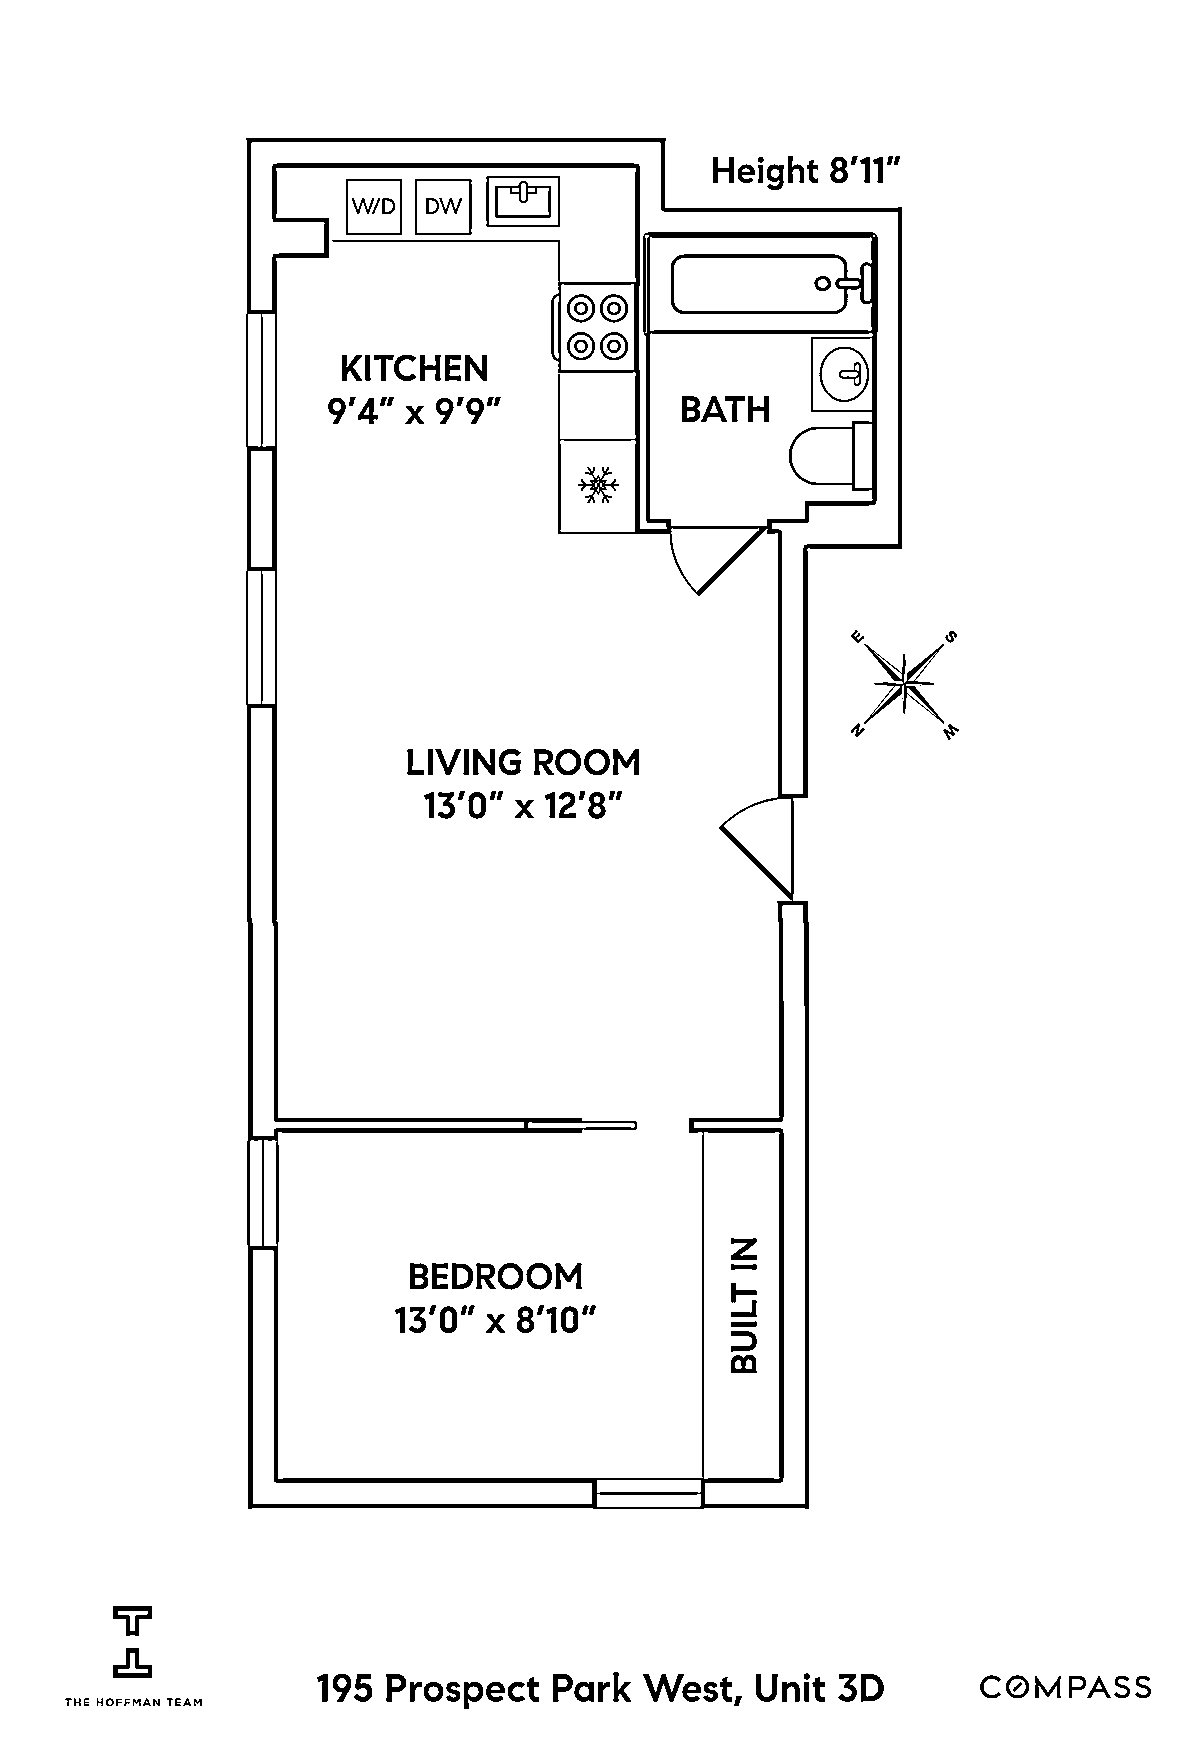 Height 8'11"
W/D
DW
KITCHEN
9'4" x 9'9"
BATH
E
S
N
W
LIVING ROOM
13'0" x 12'8"
BEDROOM
13'0" x 8'10"
BUILT IN
THE HOFFMAN TEAM
195 Prospect Park West, Unit 3D
COMPASS